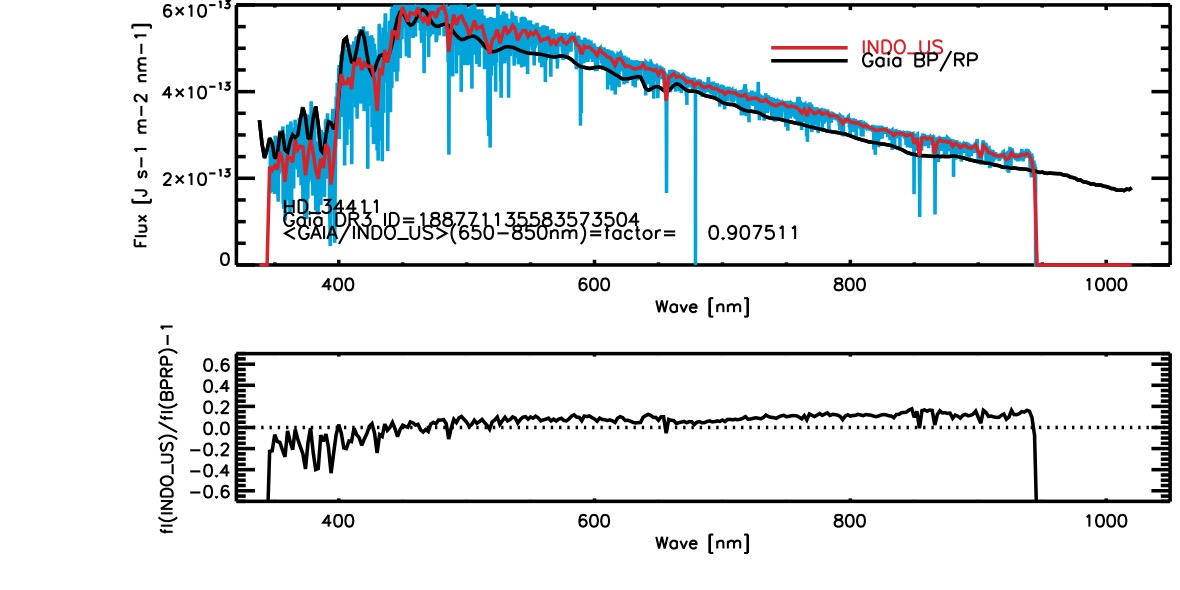 6×10−13
4×10−13
2×10−13
0
Flux [J s−1 m−2 nm−1]
INDO_US
Gaia BP/RP
HD_34411
Gaia DR3 ID=188771135583573504
<GAIA/INDO_US>(650−850nm)=factor= 0.907511
400 600 800 1000
Wave [nm]
fl(INDO_US)/fl(BPRP)−1
0.6
0.4
0.2
0.0
−0.2
−0.4
−0.6
400 600 800 1000
Wave [nm]